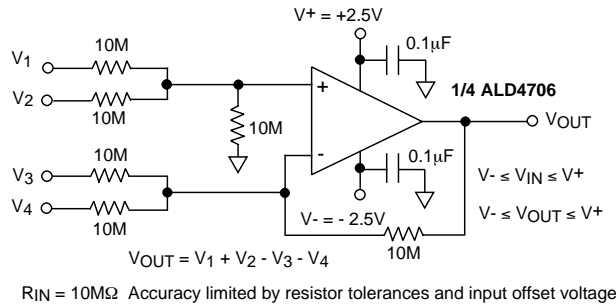 V+ = +2.5V
0.1µF
V1
10M
V2
10M
10M
+
-
1/4 ALD4706
VOUT
V3
10M
V4
10M
0.1µF
V- = - 2.5V
10M
V- ≤ VIN ≤ V+
V- ≤ VOUT ≤ V+
VOUT = V1 + V2 - V3 - V4
RIN = 10MΩ Accuracy limited by resistor tolerances and input offset voltage